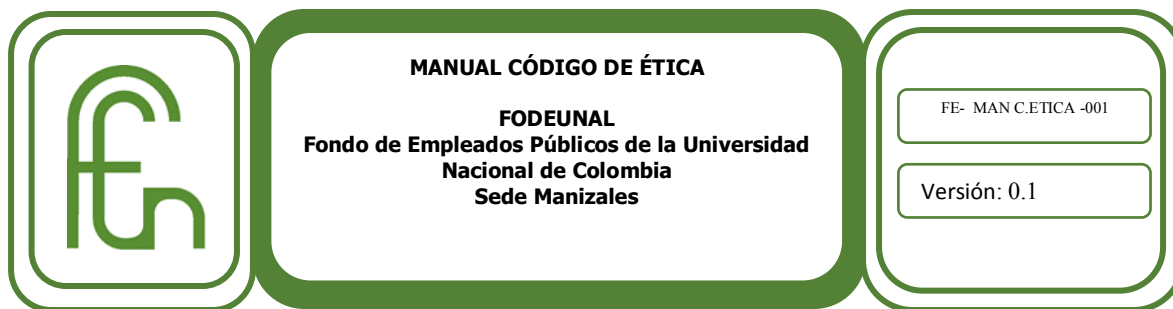 MANUAL CÓDIGO DE ÉTICA
FODEUNAL
Fondo de Empleados Públicos de la Universidad
Nacional de Colombia
Sede Manizales
FE- MAN C.ETICA -001
Versión: 0.1